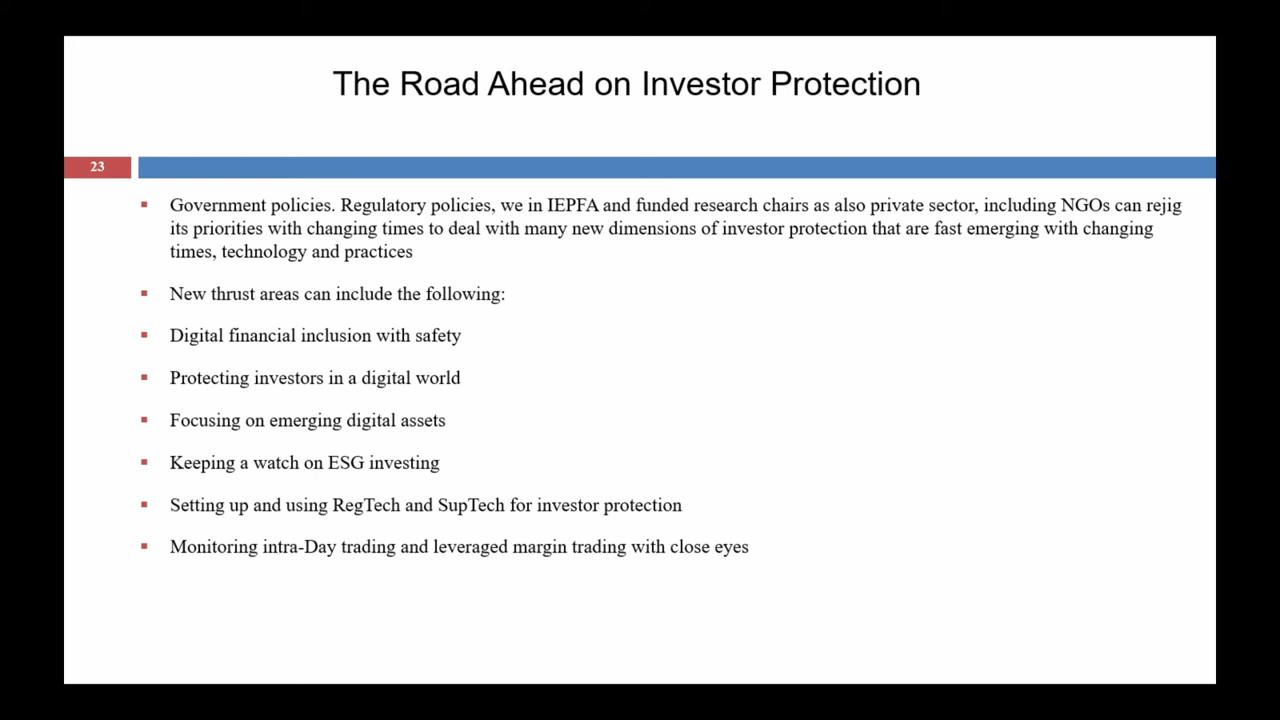 The Road Ahead on Investor Protection
23
Government policies. Regulatory policies, we in IEPFA and funded research chairs as also private sector, including NGOs can rejig
its priorities with changing times to deal with many new dimensions of investor protection that are fast emerging with changing
times, technology and practices
New thrust areas can include the following:
Digital financial inclusion with safety
Protecting investors in a digital world
Focusing on emerging digital assets
Keeping a watch on ESG investing
Setting up and using RegTech and SupTech for investor protection
Monitoring intra-Day trading and leveraged margin trading with close eyes